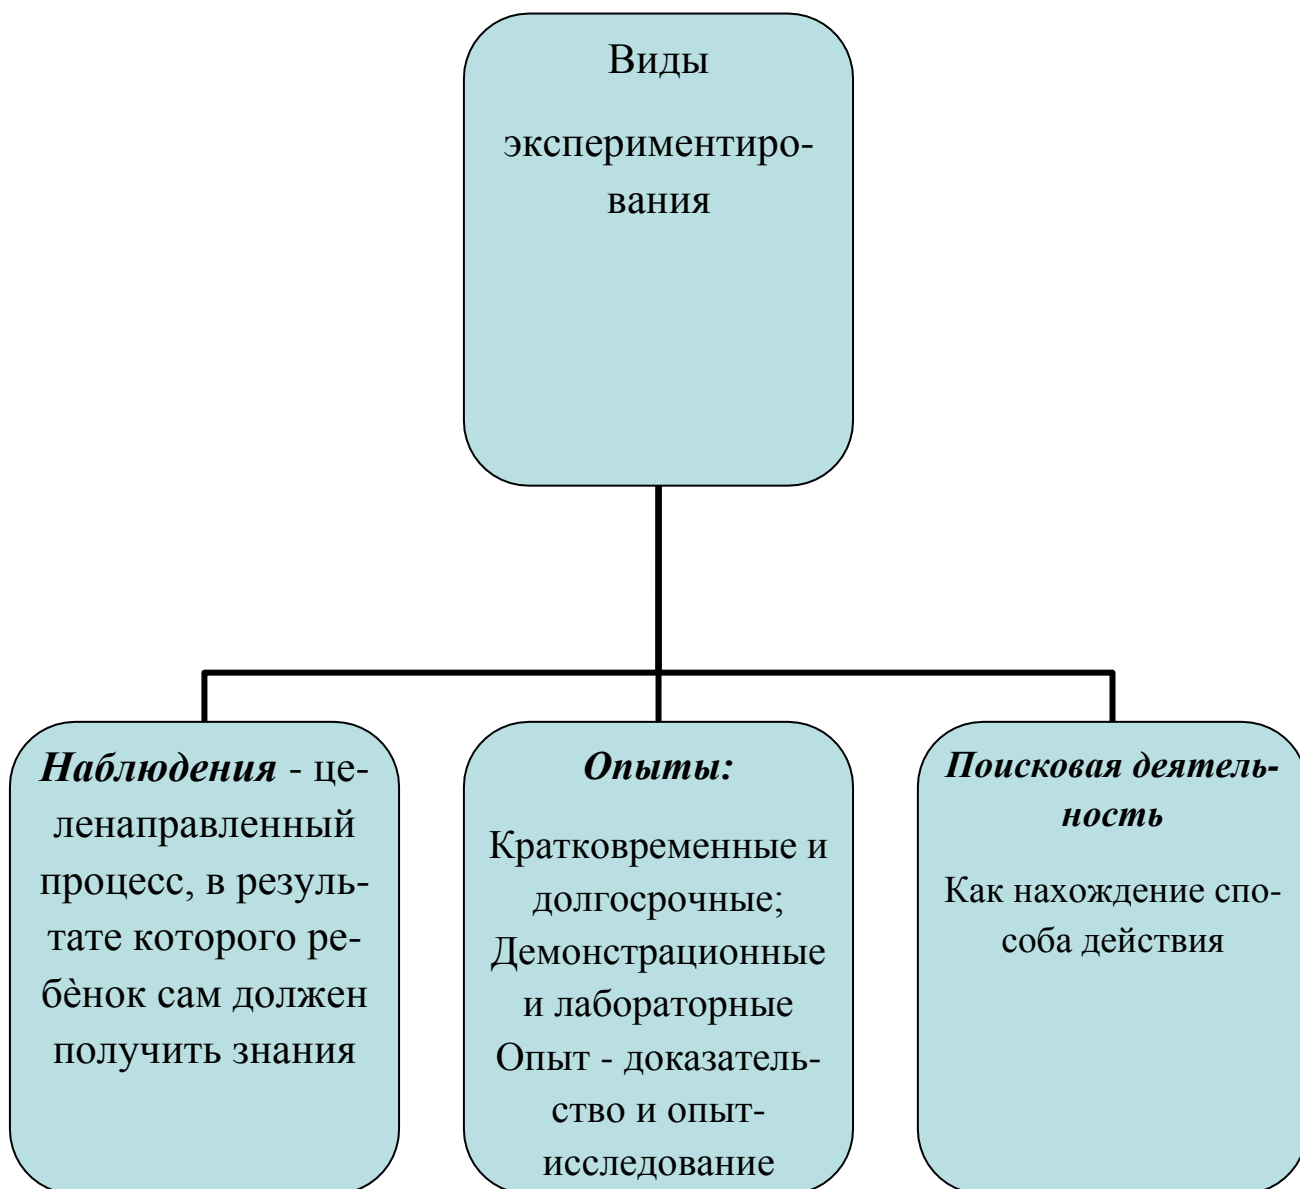 Виды
экспериментиро-
вания
Наблюдения - це-
ленаправленный
процесс, в резуль-
тате которого ре-
бѐнок сам должен
получить знания
Опыты:
Кратковременные и
долгосрочные;
Демонстрационные
и лабораторные
Опыт - доказатель-
ство и опыт-
исследование
Поисковая деятель-
ность
Как нахождение спо-
соба действия